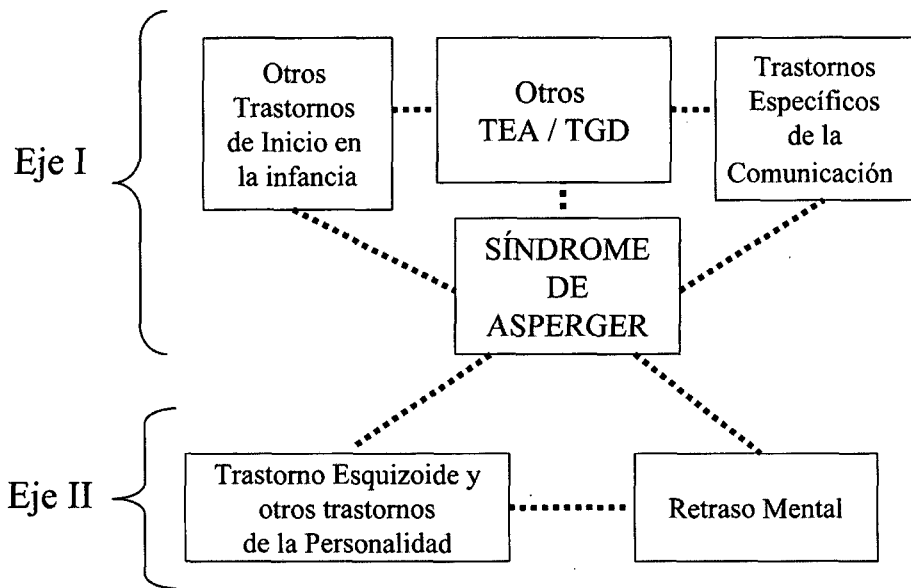 Eje I
Otros
Trastornos
de Inicio en
la infancia
Otros
TEA / TGD
Trastornos
Específicos
de la
Comunicación
SÍNDROME
DE
ASPERGER
Eje II
Trastorno Esquizoide y
otros trastornos
de la Personalidad
Retraso Mental